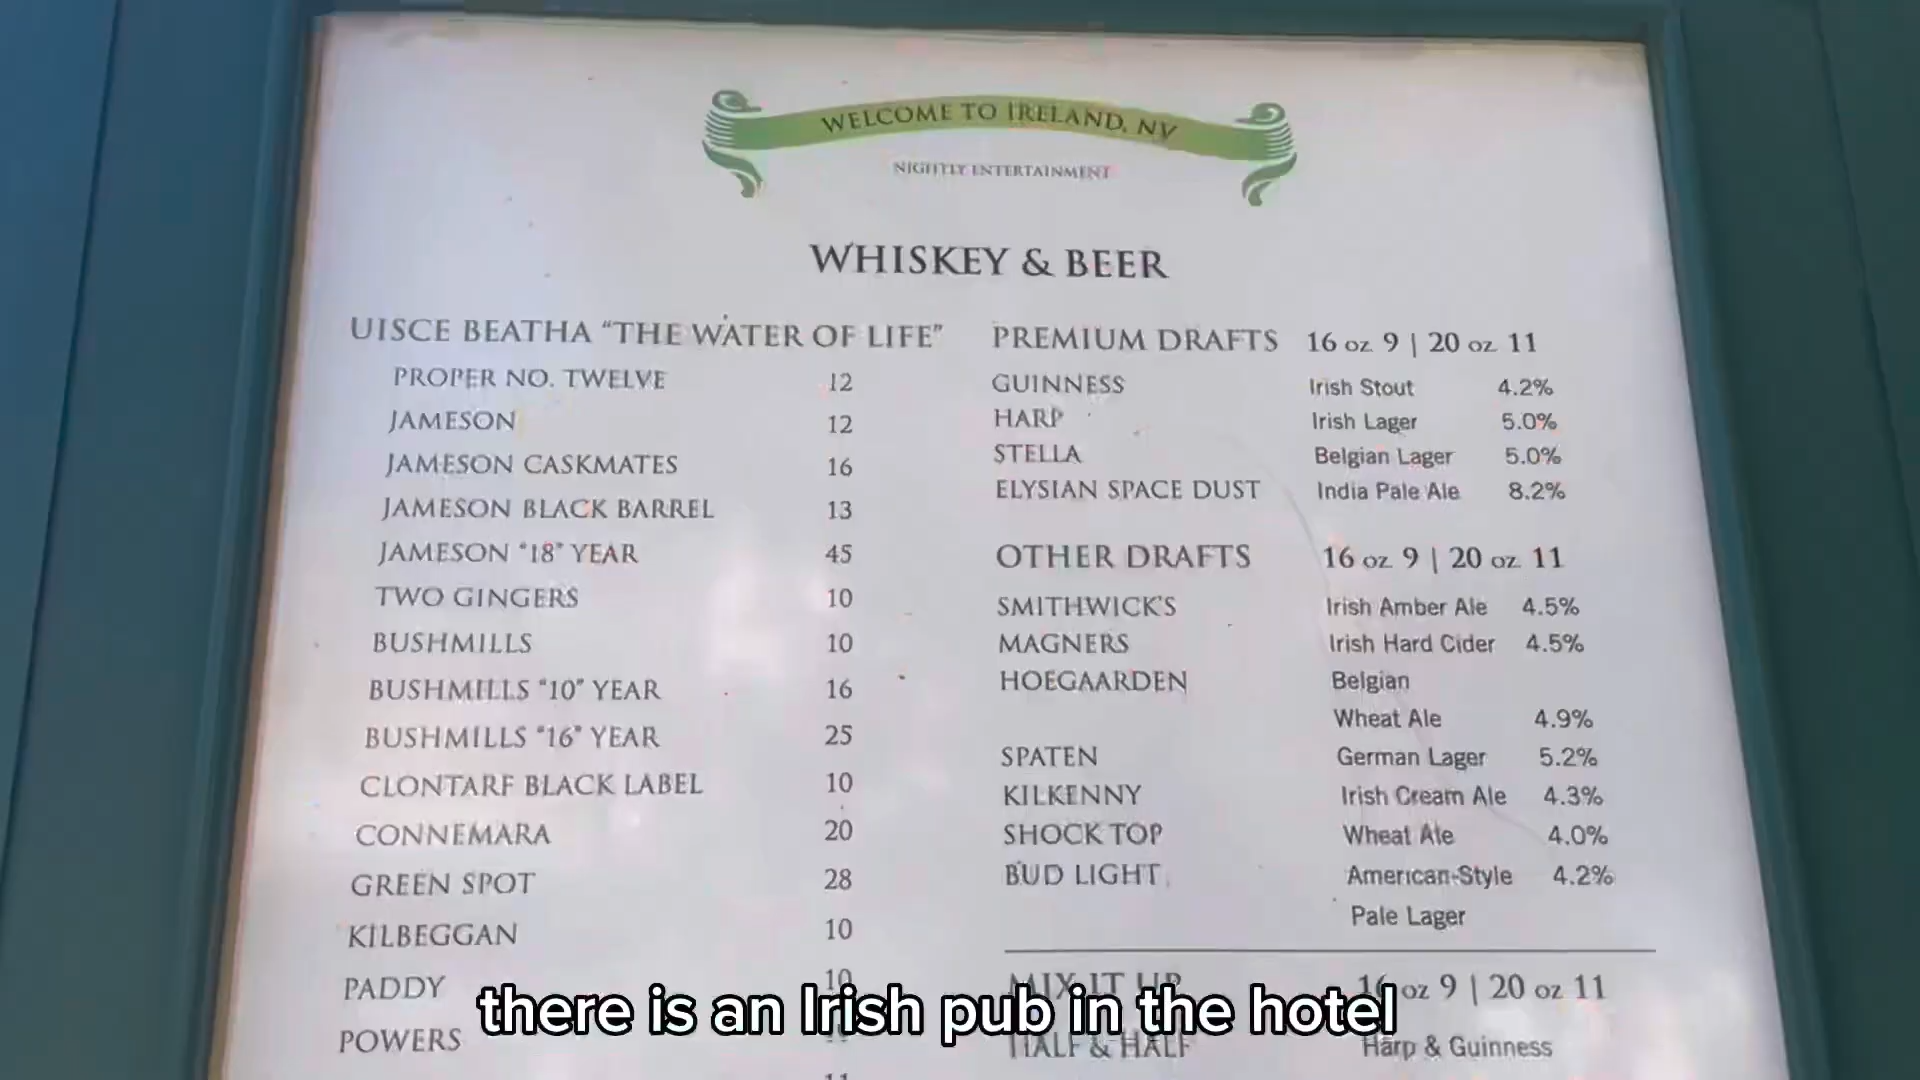 WELCOME TO IRELAND, NV
NIGHTLY ENTERTAINMENT
WHISKEY & BEER
UISCE BEATHA "THE WATER OF LIFE"
PROPER NO. TWELVE 12
JAMESON 12
JAMESON CASKMATES 16
JAMESON BLACK BARREL 13
JAMESON "18" YEAR 45
TWO GINGERS 10
BUSHMILLS 10
BUSHMILLS "10" YEAR 16
BUSHMILLS "16" YEAR 25
CLONTARF BLACK LABEL 10
CONNEMARA 20
GREEN SPOT 28
KILBEGGAN 10
PADDY 10
POWERS
11
PREMIUM DRAFTS 16 oz 9 | 20 oz 11
GUINNESS Irish Stout 4.2%
HARP Irish Lager 5.0%
STELLA Belgian Lager 5.0%
ELYSIAN SPACE DUST India Pale Ale 8.2%
OTHER DRAFTS 16 oz 9 | 20 oz 11
SMITHWICK'S Irish Amber Ale 4.5%
MAGNERS Irish Hard Cider 4.5%
HOEGAARDEN Belgian
Wheat Ale 4.9%
SPATEN German Lager 5.2%
KILKENNY Irish Cream Ale 4.3%
SHOCK TOP Wheat Ale 4.0%
BUD LIGHT American-Style 4.2%
Pale Lager
MIX IT UP 16 oz 9 | 20 oz 11
HALF & HALF Harp & Guinness
there is an Irish pub in the hotel